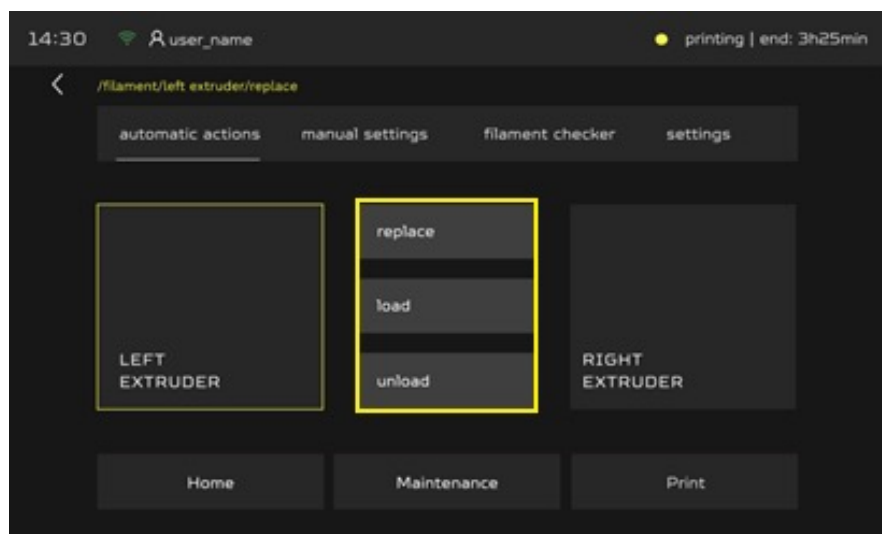 14:30 user_name printing | end: 3h25min
/filament/left extruder/replace
automatic actions manual settings filament checker settings
replace
load
unload
LEFT
EXTRUDER
RIGHT
EXTRUDER
Home Maintenance Print